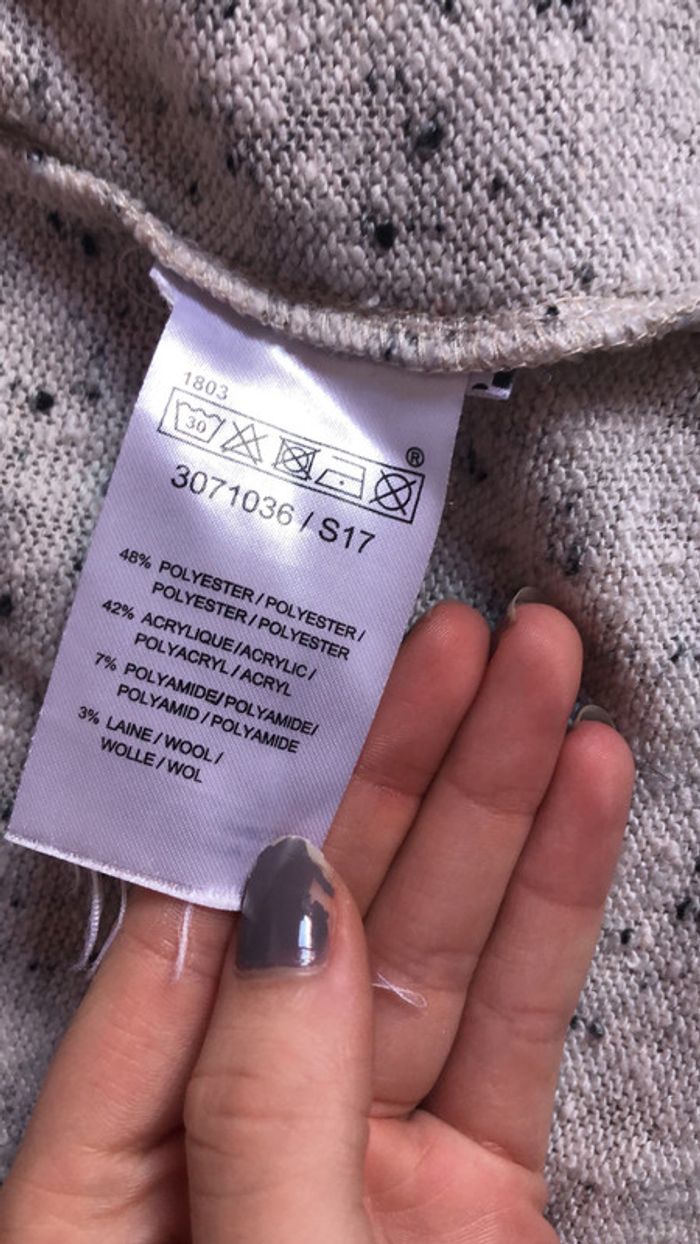 1803
30
®
3071036 / S17
48% POLYESTER / POLYESTER /
POLYESTER / POLYESTER
42% ACRYLIQUE / ACRYLIC /
POLYACRYL / ACRYL
7% POLYAMIDE / POLYAMIDE /
POLYAMID / POLYAMIDE
3% LAINE / WOOL /
WOLLE / WOL